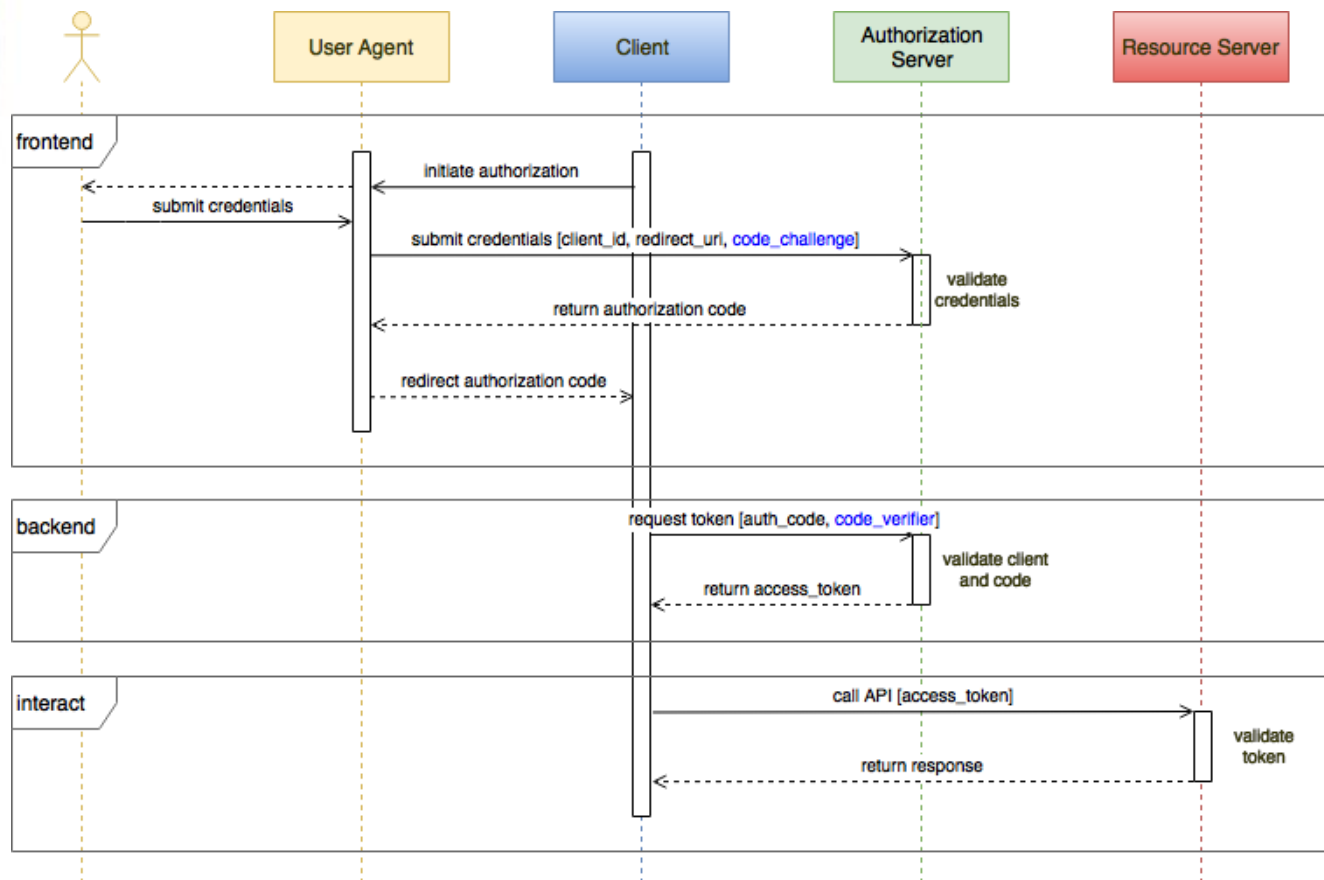 User Agent
Client
Authorization
Server
Resource Server
frontend
initiate authorization
submit credentials
submit credentials [client_id, redirect_uri, code_challenge]
validate
credentials
return authorization code
redirect authorization code
backend
request token [auth_code, code_verifier]
validate client
and code
return access_token
interact
call API [access_token]
validate
token
return response